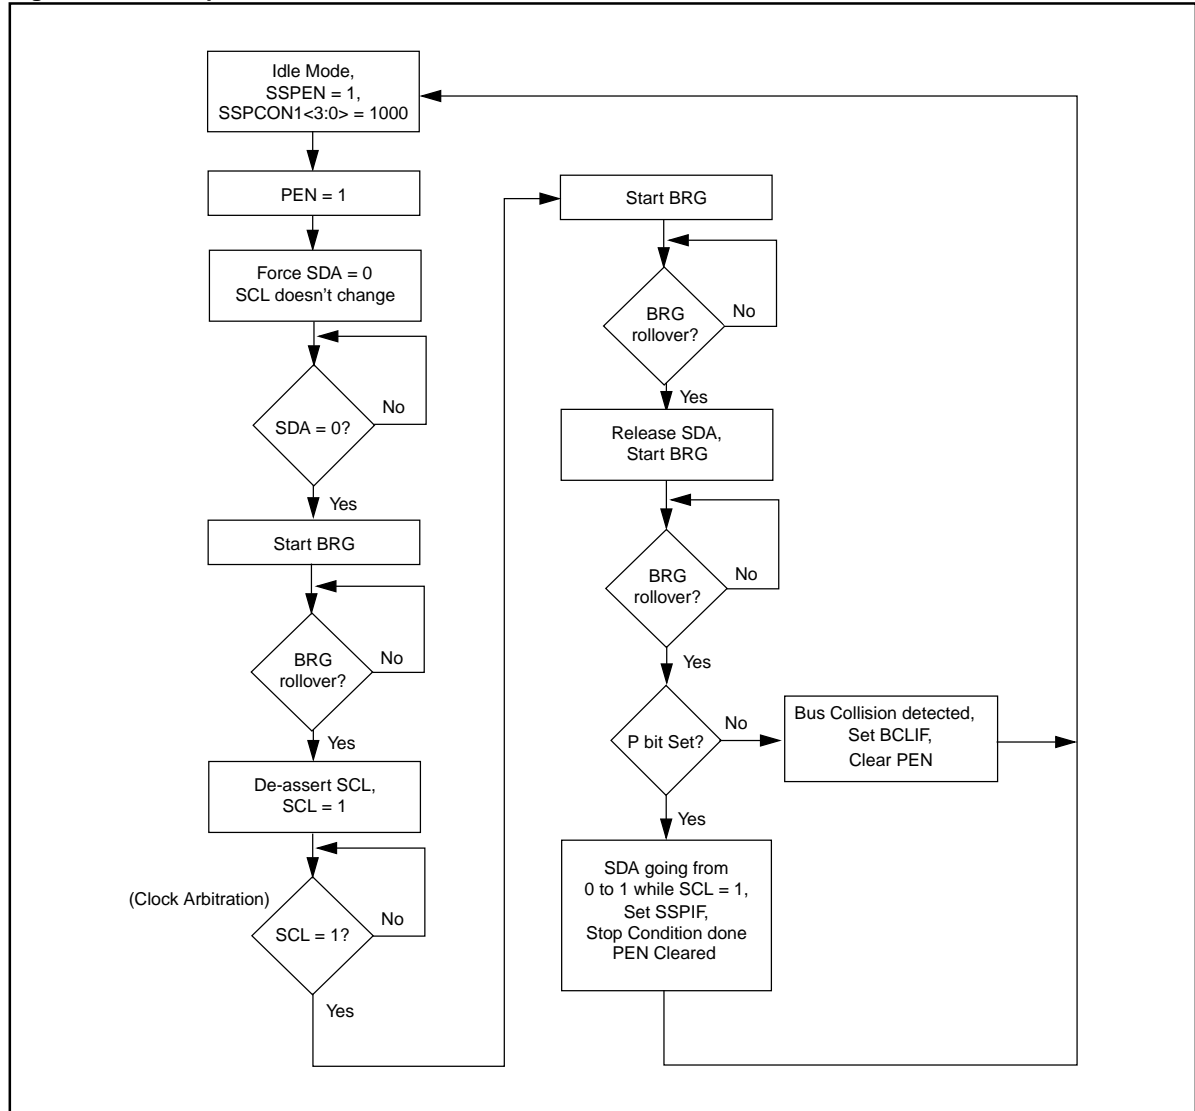 Idle Mode,
SSPEN = 1,
SSPCON1<3:0> = 1000
PEN = 1
Force SDA = 0
SCL doesn't change
SDA = 0?
No
Yes
Start BRG
BRG
rollover?
No
Yes
De-assert SCL,
SCL = 1
(Clock Arbitration)
SCL = 1?
No
Yes
Start BRG
BRG
rollover?
No
Yes
Release SDA,
Start BRG
BRG
rollover?
No
Yes
P bit Set?
No
Bus Collision detected,
Set BCLIF,
Clear PEN
Yes
SDA going from
0 to 1 while SCL = 1,
Set SSPIF,
Stop Condition done
PEN Cleared